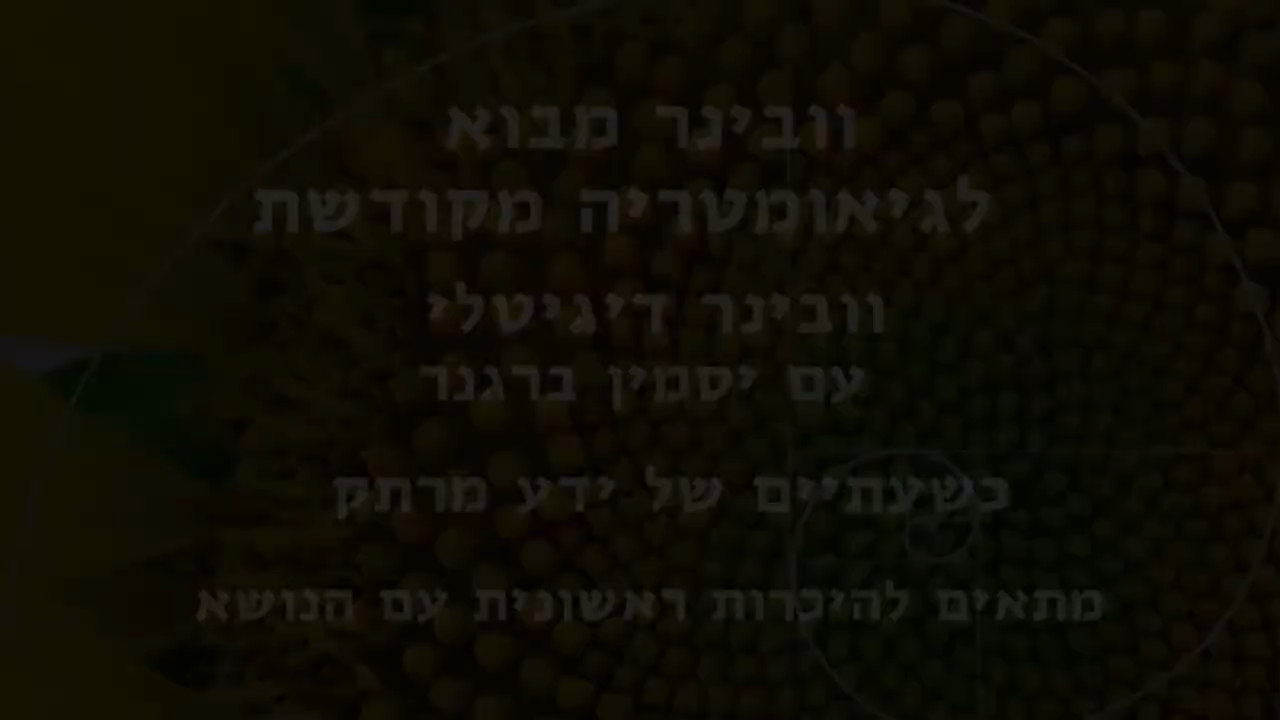 וובינר מבוא
לגיאומטריה מקודשת
וובינר דיגיטלי
עם יסמין ברגנר
כשעתיים של ידע מרתק
מתאים להיכרות ראשונית עם הנושא